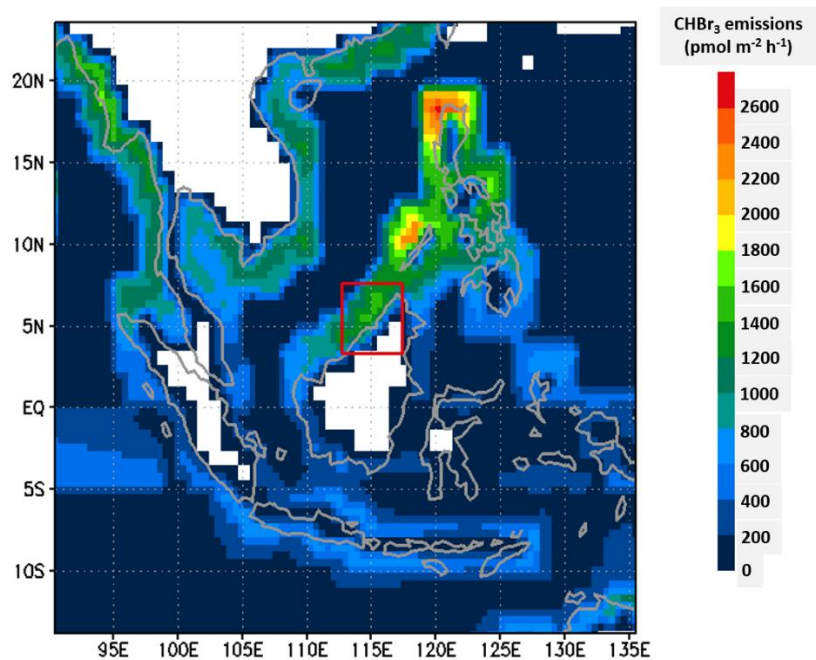 CHBr₃ emissions
(pmol m⁻² h⁻¹)
2600
2400
2200
2000
1800
1600
1400
1200
1000
800
600
400
200
0
20N
15N
10N
5N
EQ
5S
10S
95E 100E 105E 110E 115E 120E 125E 130E 135E